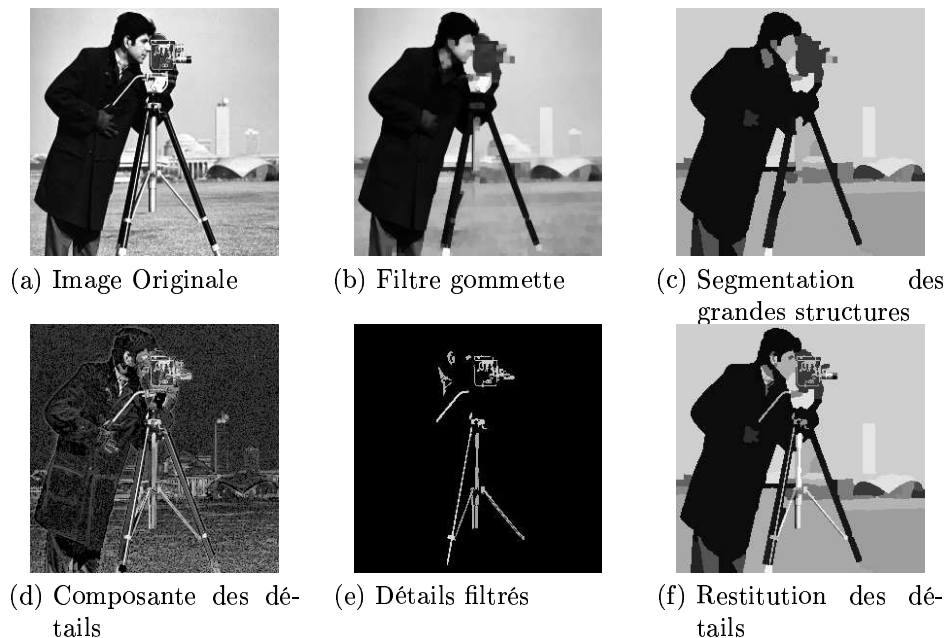 (a) Image Originale
(b) Filtre gommette
(c) Segmentation des
grandes structures
(d) Composante des dé-
tails
(e) Détails filtrés
(f) Restitution des dé-
tails